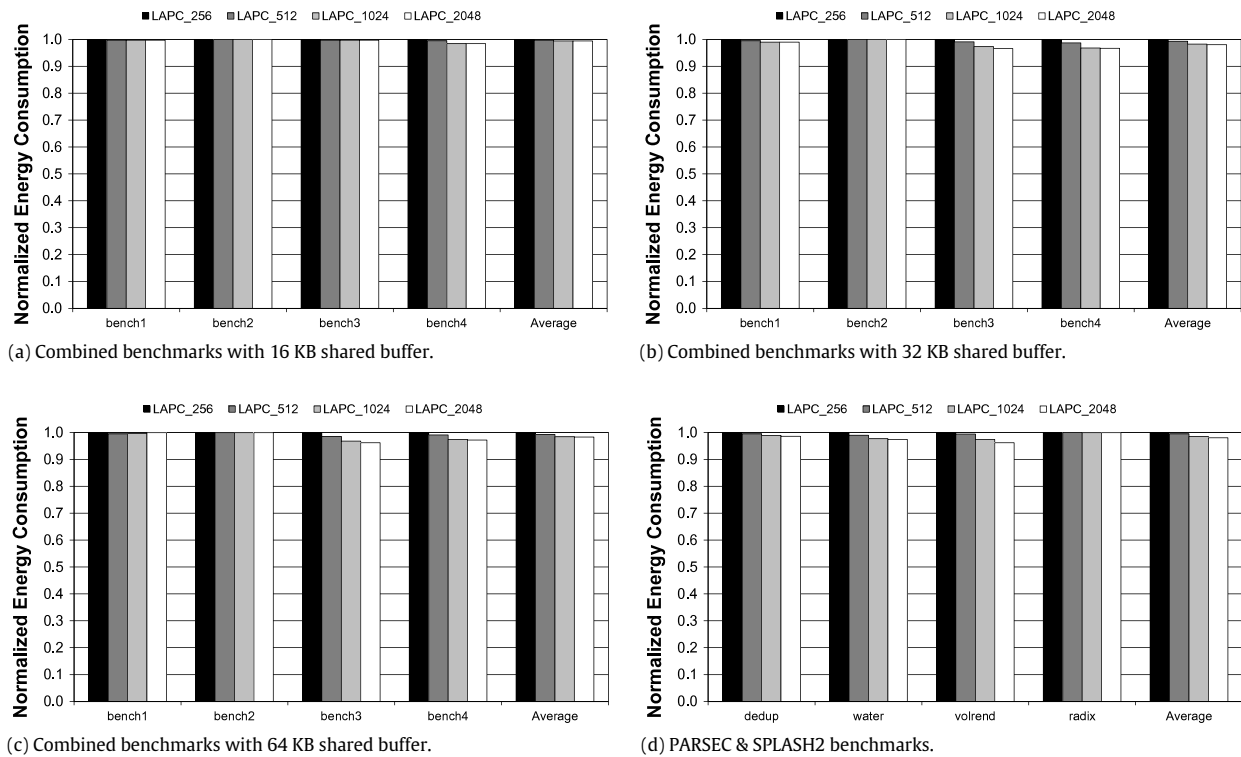 LAPC_256 LAPC_512 LAPC_1024 LAPC_2048
Normalized Energy Consumption
1.0
0.9
0.8
0.7
0.6
0.5
0.4
0.3
0.2
0.1
0.0
bench1 bench2 bench3 bench4 Average
(a) Combined benchmarks with 16 KB shared buffer.
LAPC_256 LAPC_512 LAPC_1024 LAPC_2048
Normalized Energy Consumption
1.0
0.9
0.8
0.7
0.6
0.5
0.4
0.3
0.2
0.1
0.0
bench1 bench2 bench3 bench4 Average
(b) Combined benchmarks with 32 KB shared buffer.
LAPC_256 LAPC_512 LAPC_1024 LAPC_2048
Normalized Energy Consumption
1.0
0.9
0.8
0.7
0.6
0.5
0.4
0.3
0.2
0.1
0.0
bench1 bench2 bench3 bench4 Average
(c) Combined benchmarks with 64 KB shared buffer.
LAPC_256 LAPC_512 LAPC_1024 LAPC_2048
Normalized Energy Consumption
1.0
0.9
0.8
0.7
0.6
0.5
0.4
0.3
0.2
0.1
0.0
dedup water volrend radix Average
(d) PARSEC & SPLASH2 benchmarks.